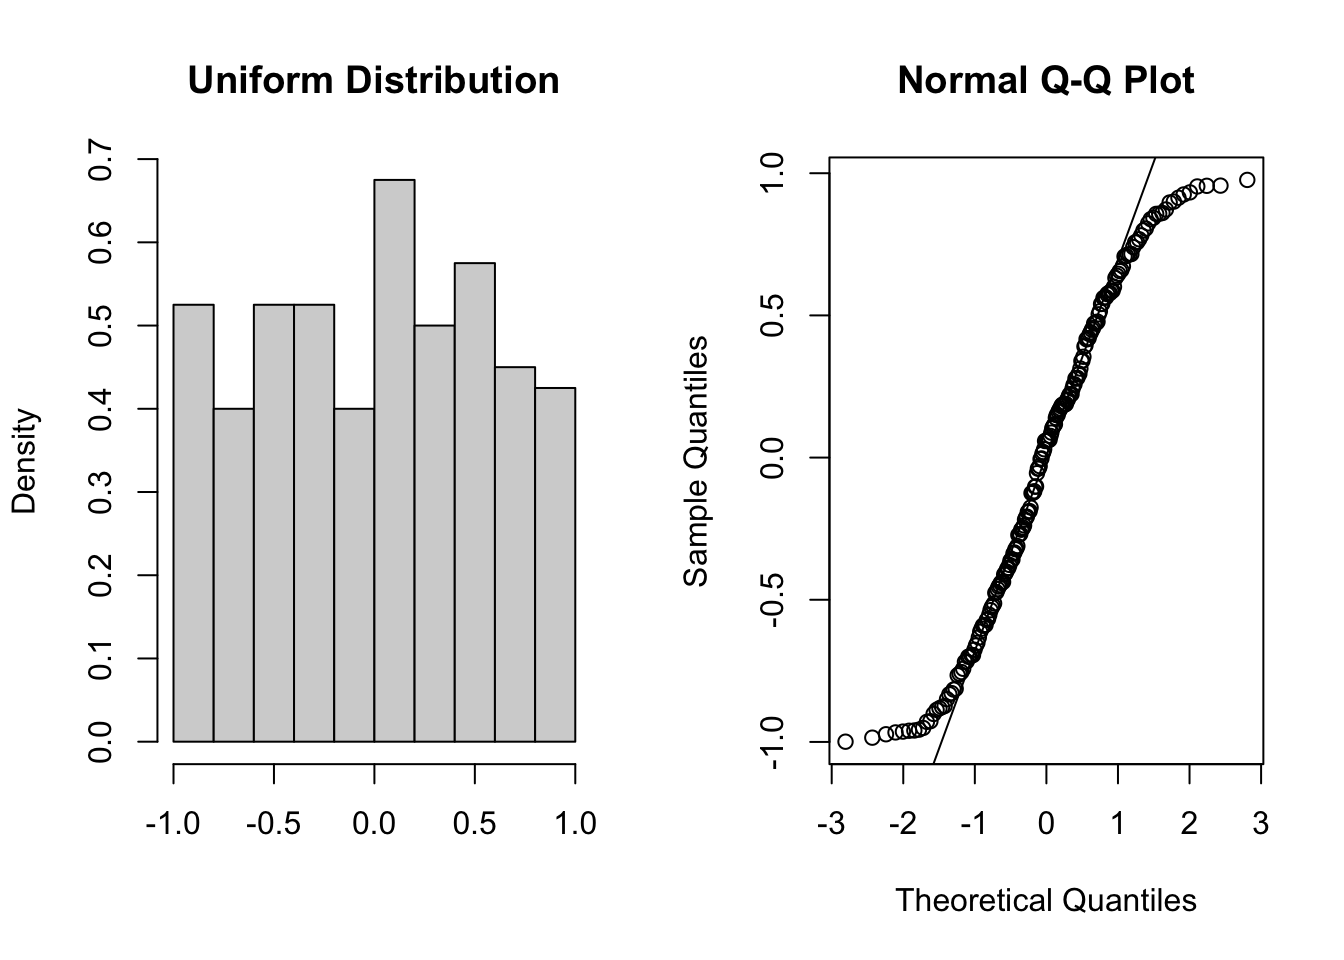 Uniform Distribution
Density
0.0 0.1 0.2 0.3 0.4 0.5 0.6 0.7
-1.0 -0.5 0.0 0.5 1.0
Normal Q-Q Plot
Sample Quantiles
-1.0 -0.5 0.0 0.5 1.0
-3 -2 -1 0 1 2 3
Theoretical Quantiles